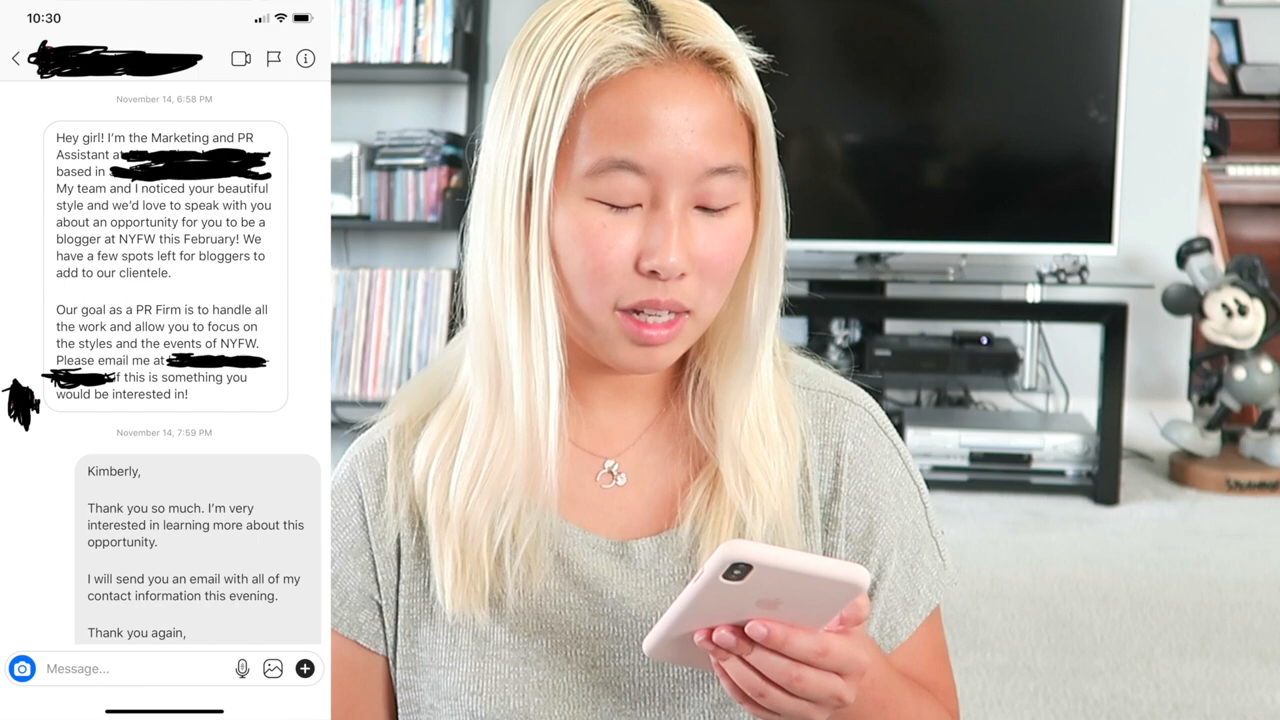 10:30
November 14, 6:58 PM
Hey girl! I'm the Marketing and PR
Assistant at
based in
My team and I noticed your beautiful
style and we'd love to speak with you
about an opportunity for you to be a
blogger at NYFW this February! We
have a few spots left for bloggers to
add to our clientele.
Our goal as a PR Firm is to handle all
the work and allow you to focus on
the styles and the events of NYFW.
Please email me at
if this is something you
would be interested in!
November 14, 7:59 PM
Kimberly,
Thank you so much. I'm very
interested in learning more about this
opportunity.
I will send you an email with all of my
contact information this evening.
Thank you again,
Message...